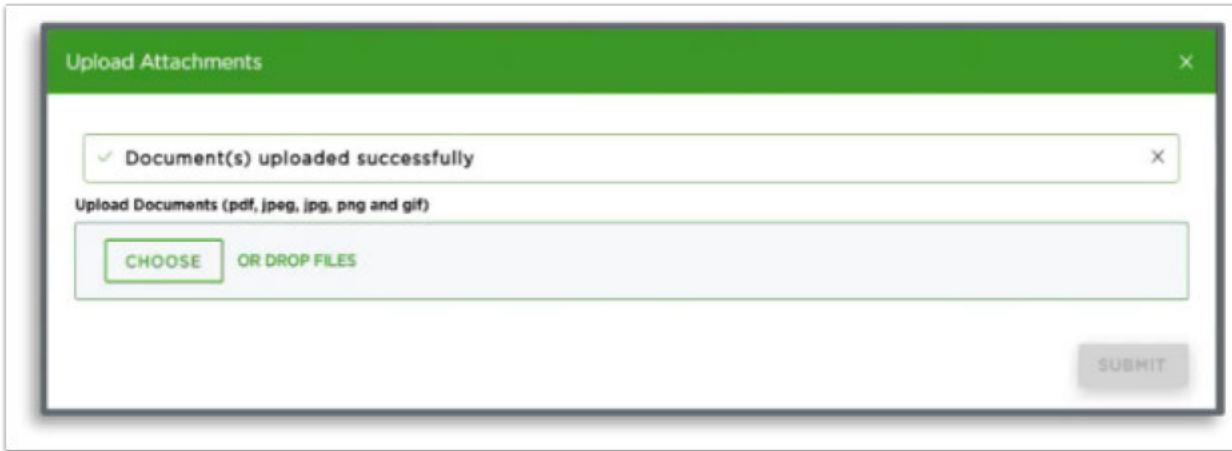 Upload Attachments
Document(s) uploaded successfully
Upload Documents (pdf, jpeg, jpg, png and gif)
CHOOSE OR DROP FILES
SUBMIT